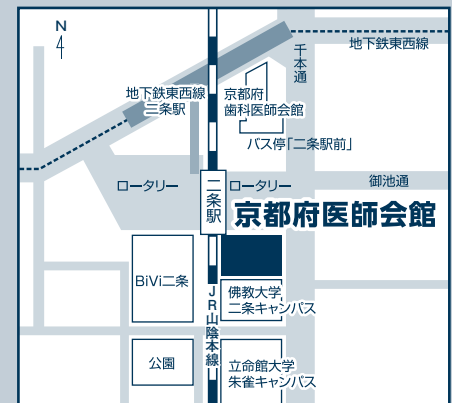 N
4
千本通
地下鉄東西線
地下鉄東西線
二条駅
京都府
歯科医師会館
バス停「二条駅前」
ロータリー
二条駅
ロータリー
御池通
京都府医師会館
BiVi二条
佛教大学
二条キャンパス
JR山陰本線
公園
立命館大学
朱雀キャンパス